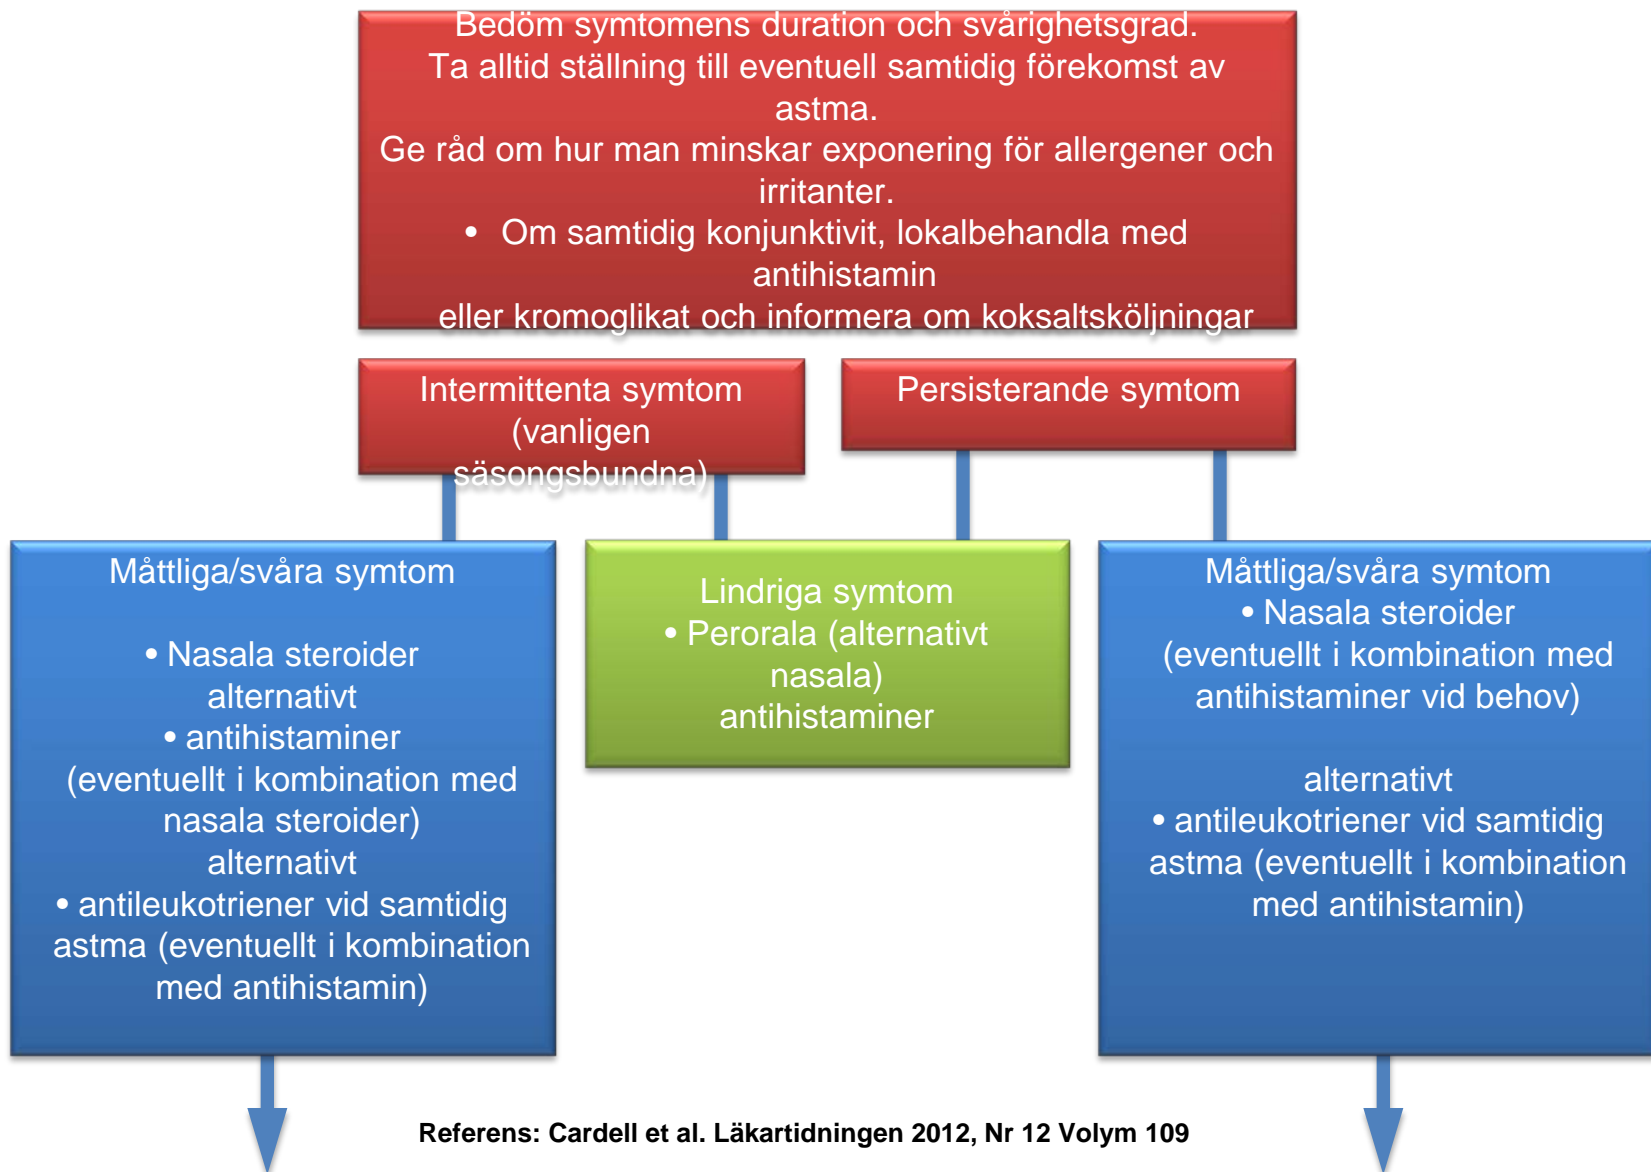 Bedöm symtomens duration och svårighetsgrad.
Ta alltid ställning till eventuell samtidig förekomst av
astma.
Ge råd om hur man minskar exponering för allergener och
irritanter.
• Om samtidig konjunktivit, lokalbehandla med
antihistamin
eller kromoglikat och informera om koksaltsköljningar
Intermittenta symtom
(vanligen
säsongsbundna)
Persisterande symtom
Måttliga/svåra symtom
• Nasala steroider
alternativt
• antihistaminer
(eventuellt i kombination med
nasala steroider)
alternativt
• antileukotriener vid samtidig
astma (eventuellt i kombination
med antihistamin)
Lindriga symtom
• Perorala (alternativt
nasala)
antihistaminer
Måttliga/svåra symtom
• Nasala steroider
(eventuellt i kombination med
antihistaminer vid behov)
alternativt
• antileukotriener vid samtidig
astma (eventuellt i kombination
med antihistamin)
Referens: Cardell et al. Läkartidningen 2012, Nr 12 Volym 109